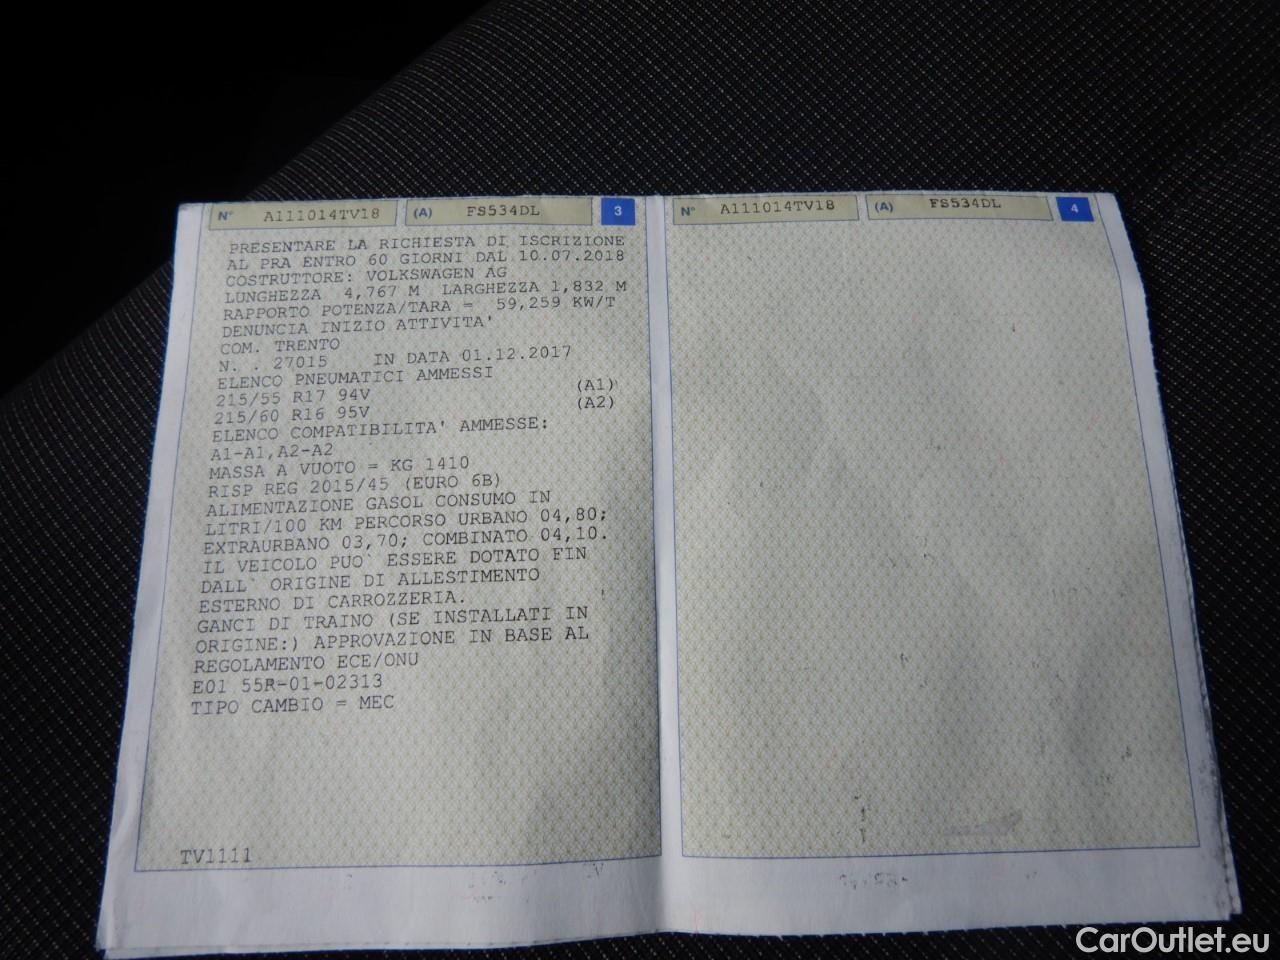 N° A111014TV18 (A) FS534DL 3
PRESENTARE LA RICHIESTA DI ISCRIZIONE
AL PRA ENTRO 60 GIORNI DAL 10.07.2018
COSTRUTTORE: VOLKSWAGEN AG
LUNGHEZZA 4,767 M LARGHEZZA 1,832 M
RAPPORTO POTENZA/TARA = 59,259 KW/T
DENUNCIA INIZIO ATTIVITA'
COM. TRENTO
N. . 27015 IN DATA 01.12.2017
ELENCO PNEUMATICI AMMESSI
215/55 R17 94V (A1)
215/60 R16 95V (A2)
ELENCO COMPATIBILITA' AMMESSE:
A1-A1,A2-A2
MASSA A VUOTO = KG 1410
RISP REG 2015/45 (EURO 6B)
ALIMENTAZIONE GASOL CONSUMO IN
LITRI/100 KM PERCORSO URBANO 04,80;
EXTRAURBANO 03,70; COMBINATO 04,10.
IL VEICOLO PUO` ESSERE DOTATO FIN
DALL` ORIGINE DI ALLESTIMENTO
ESTERNO DI CARROZZERIA.
GANCI DI TRAINO (SE INSTALLATI IN
ORIGINE:) APPROVAZIONE IN BASE AL
REGOLAMENTO ECE/ONU
E01 55R-01-02313
TIPO CAMBIO = MEC
TV1111
N° A111014TV18 (A) FS534DL 4
CarOutlet.eu